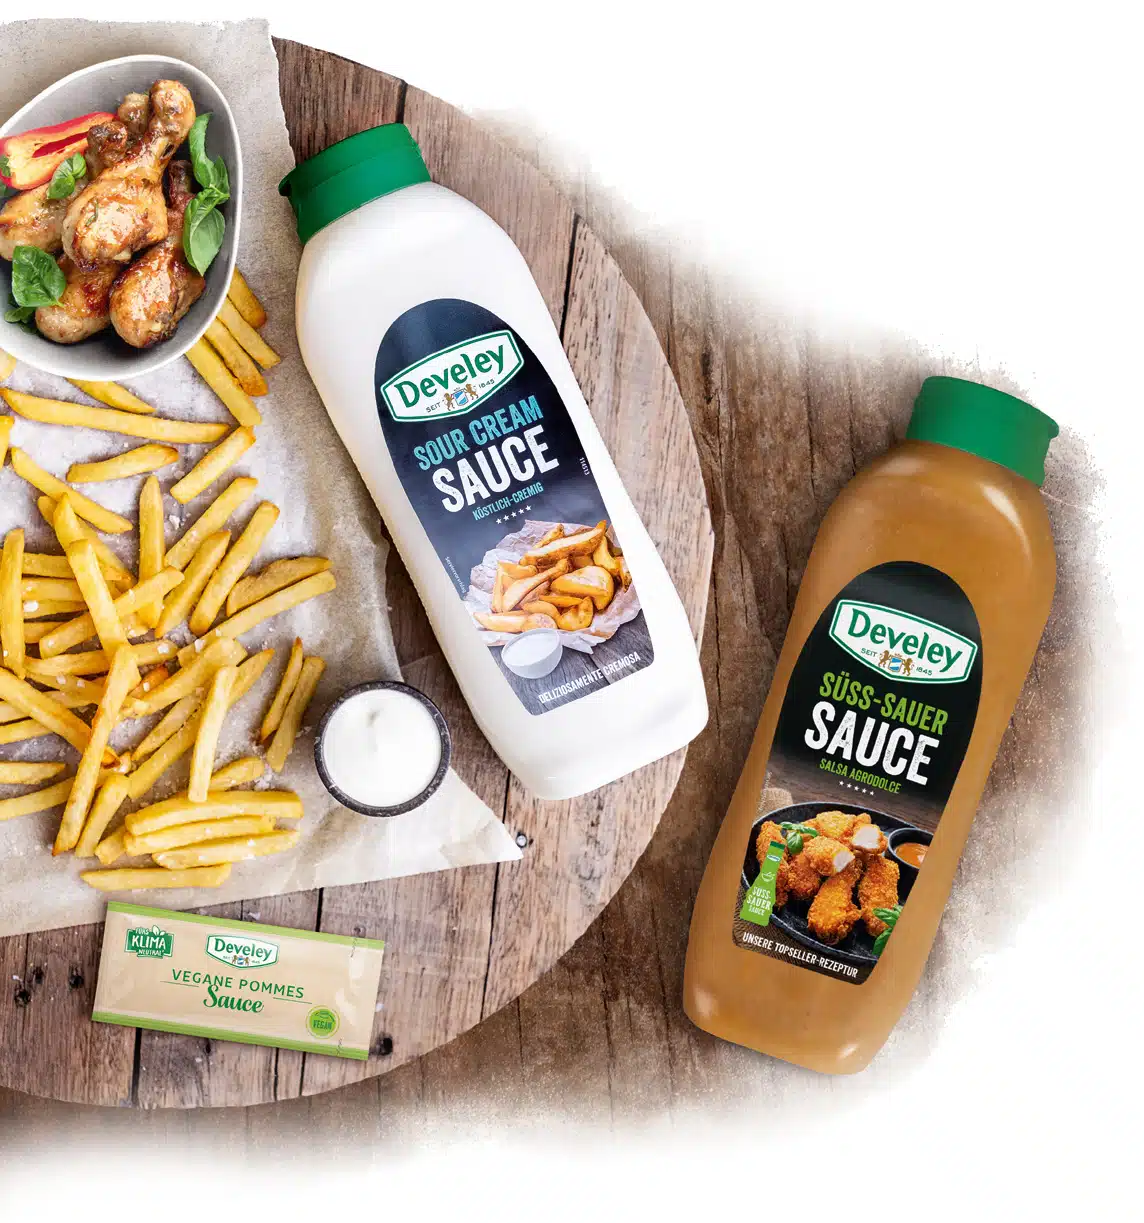 Develey
SEIT 1845
SOUR CREAM
SAUCE
KÖSTLICH-CREMIG
DELIZIOSAMENTE CREMOSA
Develey
SEIT 1845
SÜSS-SAUER
SAUCE
SALSA AGRODOLCE
SÜSS-
SAUER
SAUCE
UNSERE TOPSELLER-REZEPTUR
FÜRS
KLIMA
NEUTRAL
Develey
VEGANE POMMES
Sauce
VEGAN